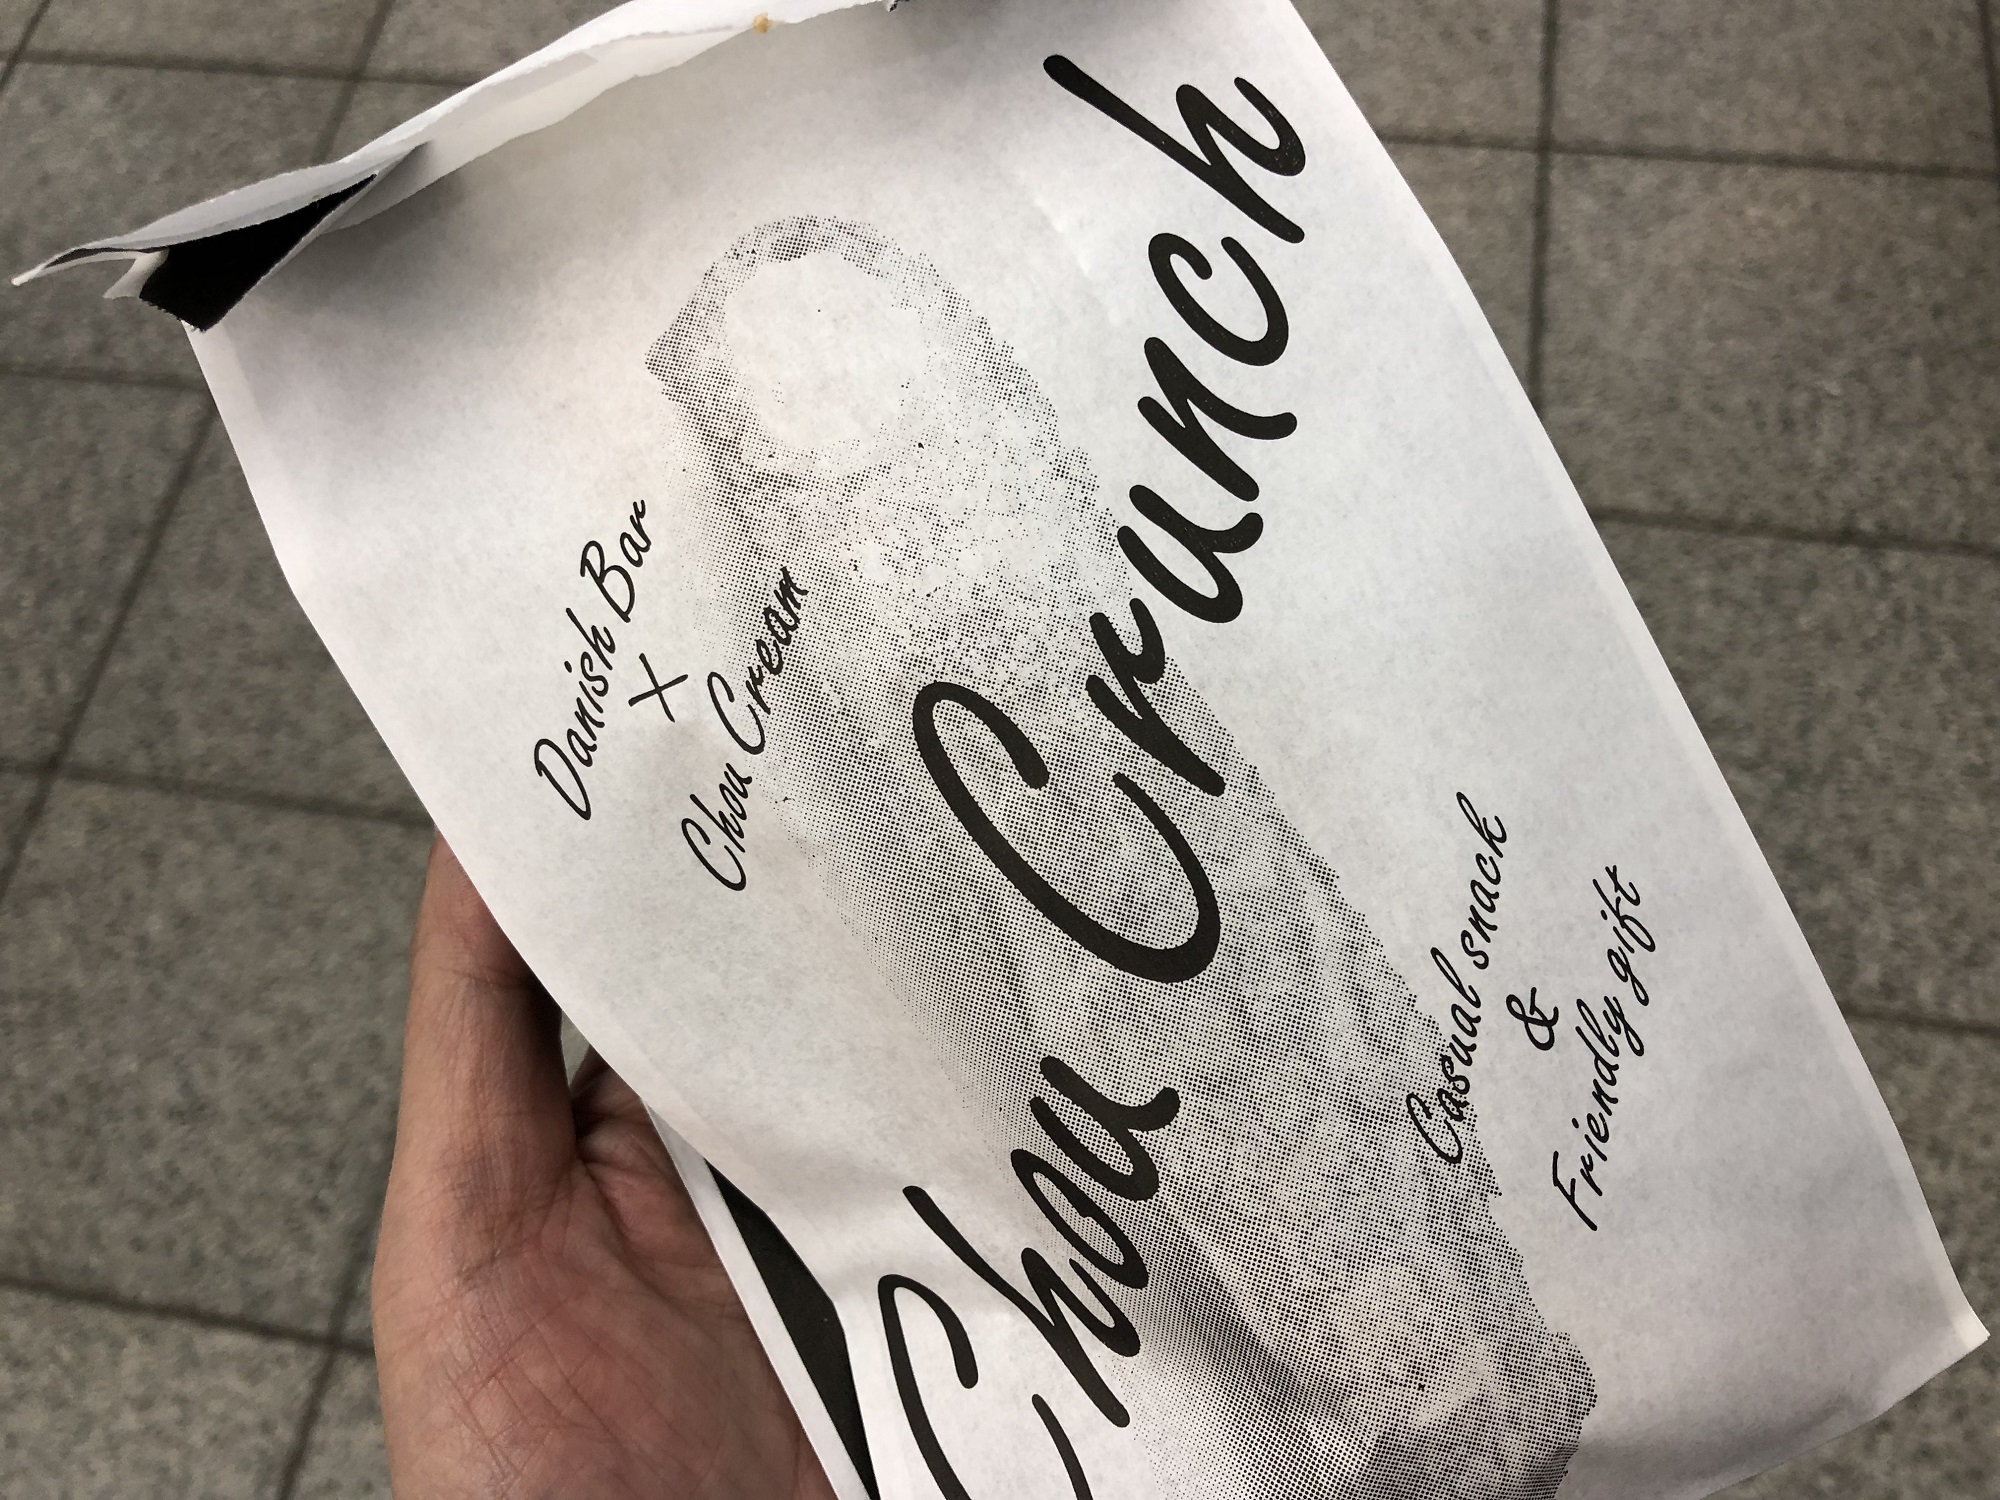 Danish Bar
X
Chou Cream
Chou Crunch
Casual snack
&
Friendly gift